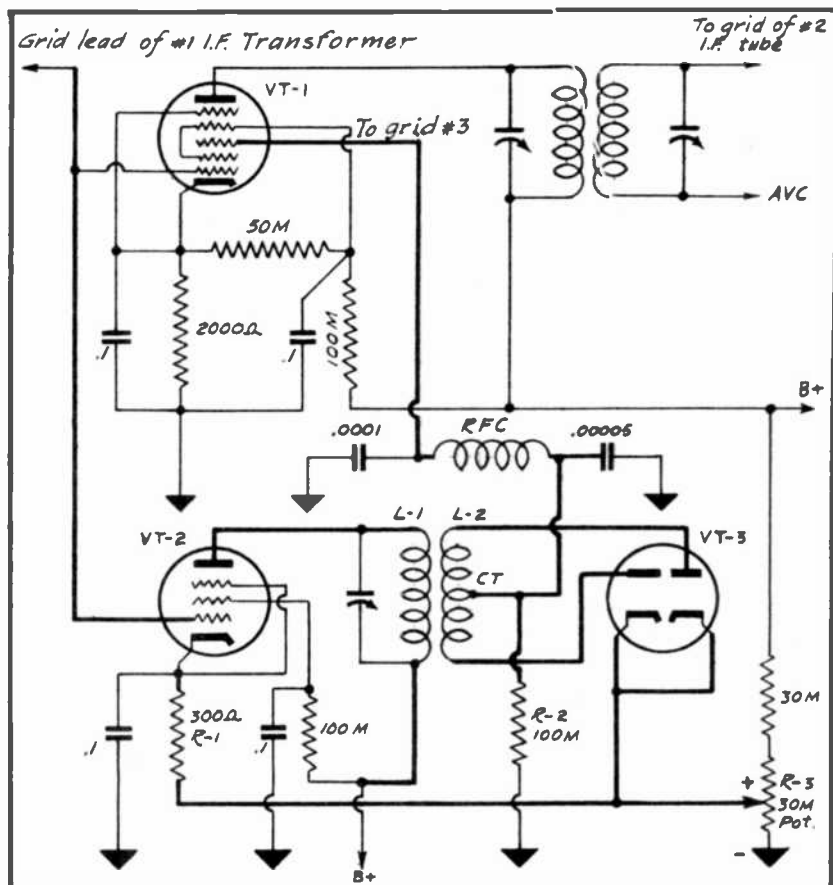 Grid lead of #1 I.F. Transformer
To grid of #2
I.F. tube
VT-1
To grid #3
AVC
50M
.1
2000Ω
.1
100M
B+
.0001
RFC
.00005
VT-2
L-1
L-2
VT-3
CT
.1
300Ω
R-1
.1
100M
R-2
100M
30M
+
R-3
30M
Pot.
-
B+